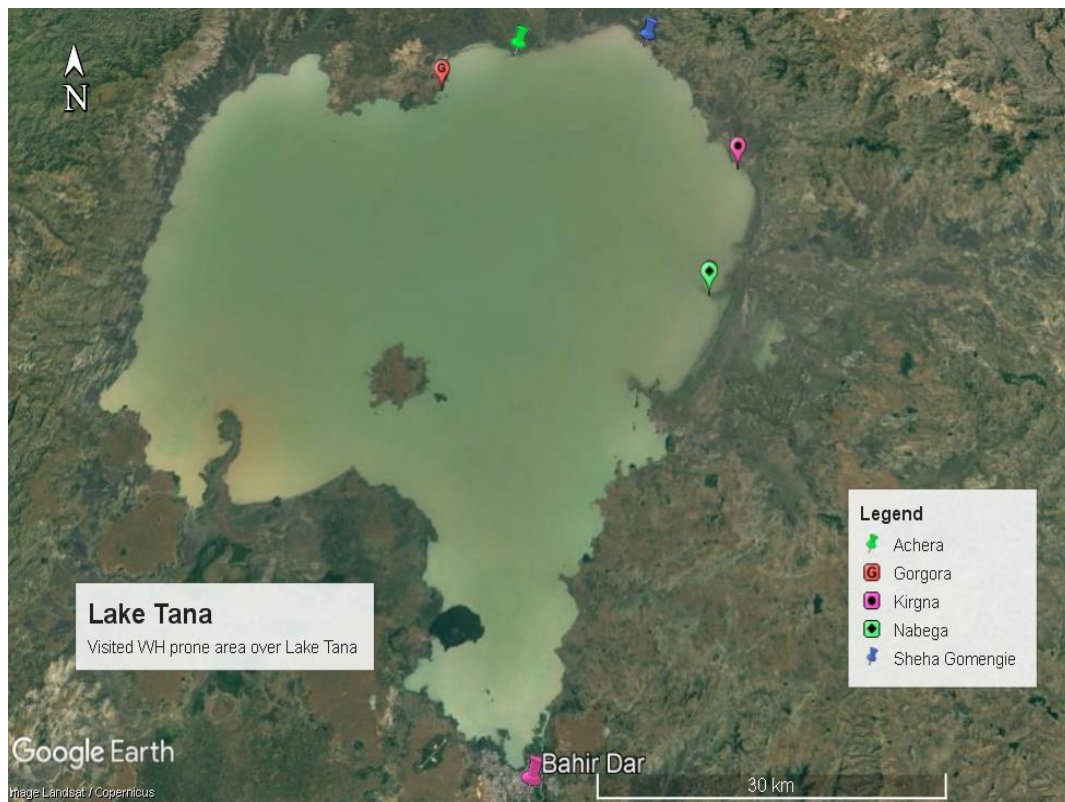 N
G
Lake Tana
Visited WH prone area over Lake Tana
Legend
Achera
G Gorgora
Kirgna
Nabega
Sheha Gomengie
Bahir Dar
30 km
Google Earth
Image Landsat / Copernicus